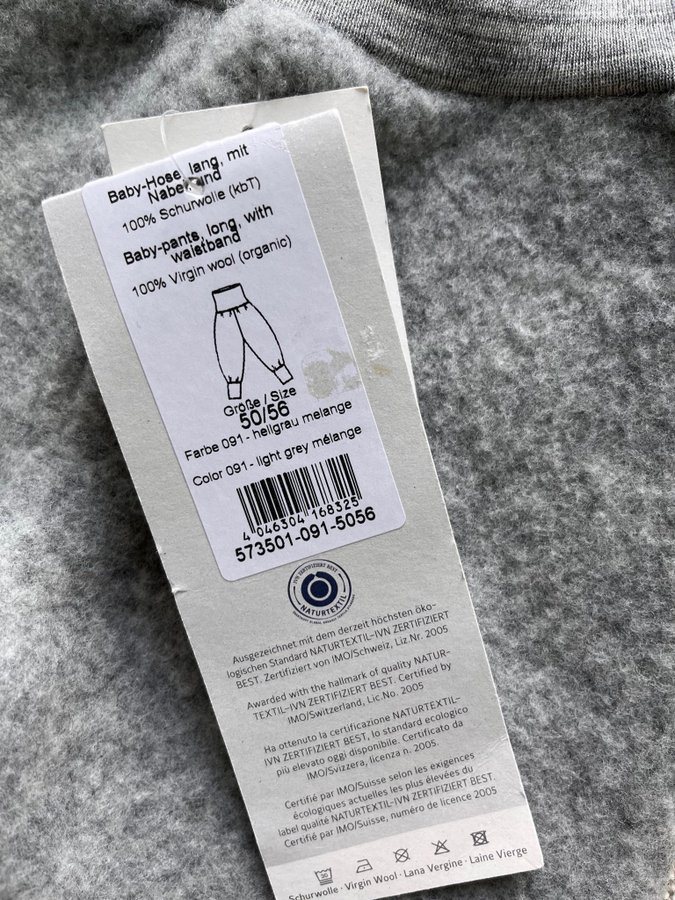 Baby-Hose, lang, mit
Nabelbund
100% Schurwolle (kbT)
Baby-pants, long, with
waistband
100% Virgin wool (organic)
Größe / Size
50/56
Farbe 091 - hellgrau melange
Color 091 - light grey mélange
4 046304 168325
573501-091-5056
IVN ZERTIFIZIERT BEST
NATURTEXTIL
Ausgezeichnet mit dem derzeit höchsten öko-
logischen Standard NATURTEXTIL-IVN ZERTIFIZIERT
BEST. Zertifiziert von IMO/Schweiz, Liz.Nr. 2005
Awarded with the hallmark of quality NATUR-
TEXTIL-IVN ZERTIFIZIERT BEST. Certified by
IMO/Switzerland, Lic.No. 2005
Ha ottenuto la certificazione NATURTEXTIL-
IVN ZERTIFIZIERT BEST, lo standard ecologico
più elevato oggi disponibile. Certificato da
IMO/Svizzera, licenza n. 2005.
Certifié par IMO/Suisse selon les exigences
écologiques actuelles les plus élevées du
label qualité NATURTEXTIL-IVN ZERTIFIZIERT BEST.
Certifié par IMO/Suisse, numéro de licence 2005
30
Schurwolle · Virgin Wool · Lana Vergine · Laine Vierge